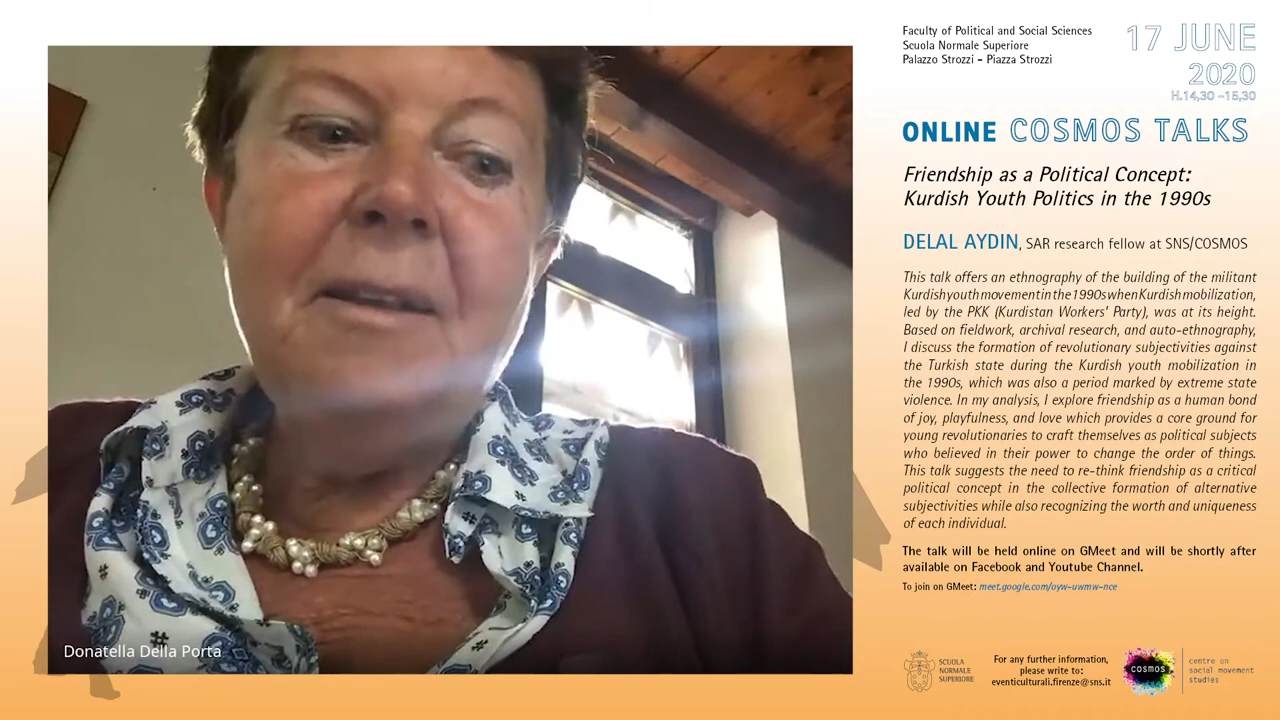 Faculty of Political and Social Sciences
Scuola Normale Superiore
Palazzo Strozzi - Piazza Strozzi
17 JUNE
2020
H.14,30 -15,30
ONLINE COSMOS TALKS
Friendship as a Political Concept:
Kurdish Youth Politics in the 1990s
DELAL AYDIN, SAR research fellow at SNS/COSMOS
This talk offers an ethnography of the building of the militant
Kurdish youth movement in the 1990s when Kurdish mobilization,
led by the PKK (Kurdistan Workers' Party), was at its height.
Based on fieldwork, archival research, and auto-ethnography,
I discuss the formation of revolutionary subjectivities against
the Turkish state during the Kurdish youth mobilization in
the 1990s, which was also a period marked by extreme state
violence. In my analysis, I explore friendship as a human bond
of joy, playfulness, and love which provides a core ground for
young revolutionaries to craft themselves as political subjects
who believed in their power to change the order of things.
This talk suggests the need to re-think friendship as a critical
political concept in the collective formation of alternative
subjectivities while also recognizing the worth and uniqueness
of each individual.
The talk will be held online on GMeet and will be shortly after
available on Facebook and Youtube Channel.
To join on GMeet: meet.google.com/oyw-uwmw-nce
Donatella Della Porta
SCUOLA
NORMALE
SUPERIORE
For any further information,
please write to:
eventiculturali.firenze@sns.it
cosmos
centre on
social movement
studies